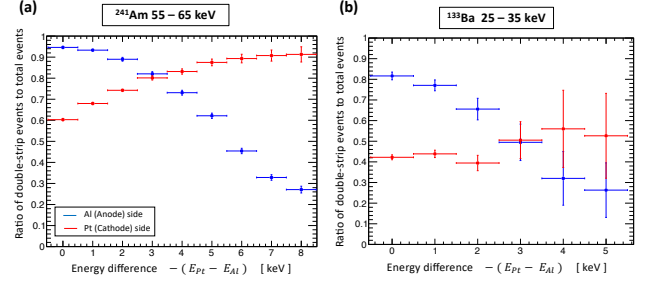 (a)
²⁴¹Am 55 – 65 keV
Ratio of double-strip events to total events
1
0.9
0.8
0.7
0.6
0.5
0.4
0.3
0.2
0.1
0
Al (Anode) side
Pt (Cathode) side
0 1 2 3 4 5 6 7 8
Energy difference − ( E_Pt − E_Al ) [ keV ]
(b)
¹³³Ba 25 – 35 keV
Ratio of double-strip events to total events
1
0.9
0.8
0.7
0.6
0.5
0.4
0.3
0.2
0.1
0
0 1 2 3 4 5
Energy difference − ( E_Pt − E_Al ) [ keV ]